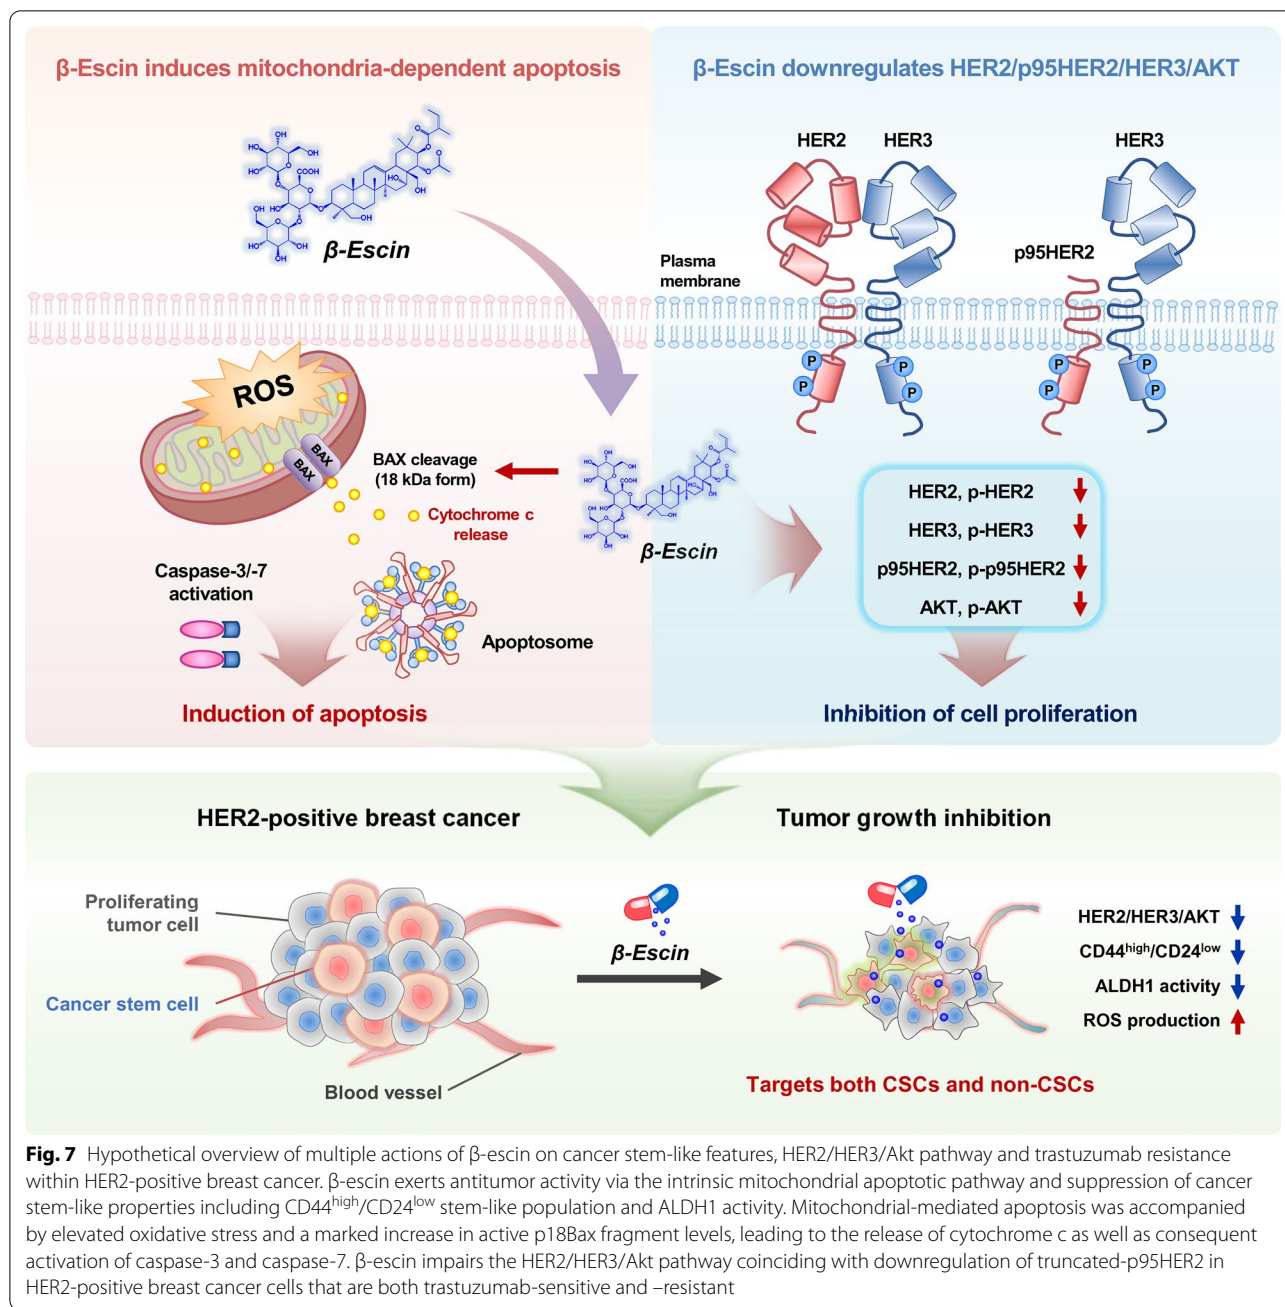 β-Escin induces mitochondria-dependent apoptosis
β-Escin downregulates HER2/p95HER2/HER3/AKT
β-Escin
HER2
HER3
HER3
p95HER2
Plasma
membrane
P
P
P
P
P
P
P
P
ROS
BAX
BAX
BAX cleavage
(18 kDa form)
Cytochrome c
release
β-Escin
Caspase-3/-7
activation
Apoptosome
HER2, p-HER2
HER3, p-HER3
p95HER2, p-p95HER2
AKT, p-AKT
Induction of apoptosis
Inhibition of cell proliferation
HER2-positive breast cancer
Tumor growth inhibition
Proliferating
tumor cell
Cancer stem cell
Blood vessel
β-Escin
HER2/HER3/AKT
CD44high/CD24low
ALDH1 activity
ROS production
Targets both CSCs and non-CSCs
Fig. 7 Hypothetical overview of multiple actions of β-escin on cancer stem-like features, HER2/HER3/Akt pathway and trastuzumab resistance
within HER2-positive breast cancer. β-escin exerts antitumor activity via the intrinsic mitochondrial apoptotic pathway and suppression of cancer
stem-like properties including CD44high/CD24low stem-like population and ALDH1 activity. Mitochondrial-mediated apoptosis was accompanied
by elevated oxidative stress and a marked increase in active p18Bax fragment levels, leading to the release of cytochrome c as well as consequent
activation of caspase-3 and caspase-7. β-escin impairs the HER2/HER3/Akt pathway coinciding with downregulation of truncated-p95HER2 in
HER2-positive breast cancer cells that are both trastuzumab-sensitive and –resistant